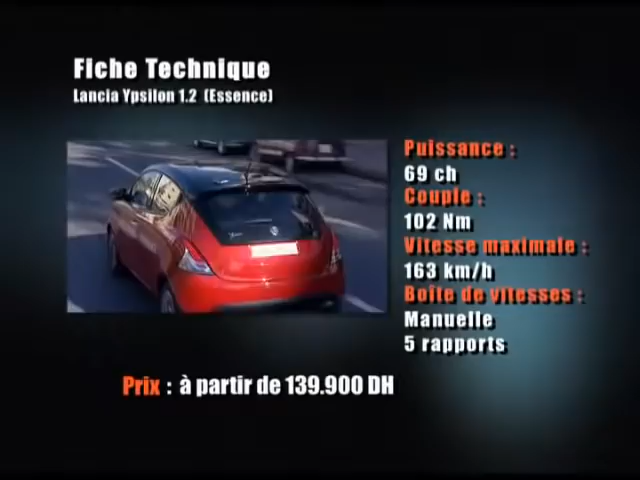 Fiche Technique
Lancia Ypsilon 1.2 (Essence)
Puissance :
69 ch
Couple :
102 Nm
Vitesse maximale :
163 km/h
Boîte de vitesses :
Manuelle
5 rapports
Prix : à partir de 139.900 DH